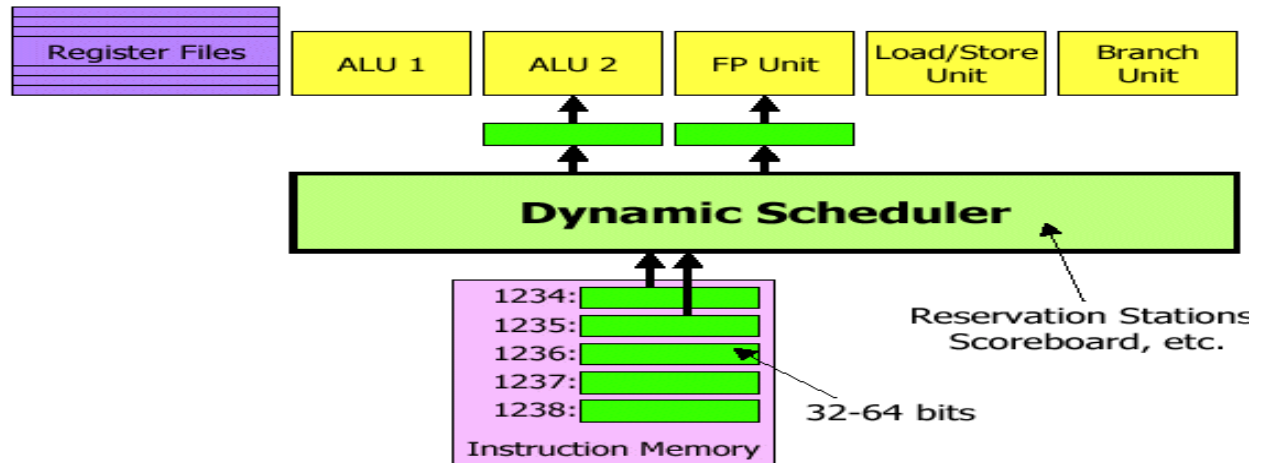 Register Files
ALU 1
ALU 2
FP Unit
Load/Store
Unit
Branch
Unit
Dynamic Scheduler
Reservation Stations
Scoreboard, etc.
1234:
1235:
1236:
1237:
1238:
32-64 bits
Instruction Memory